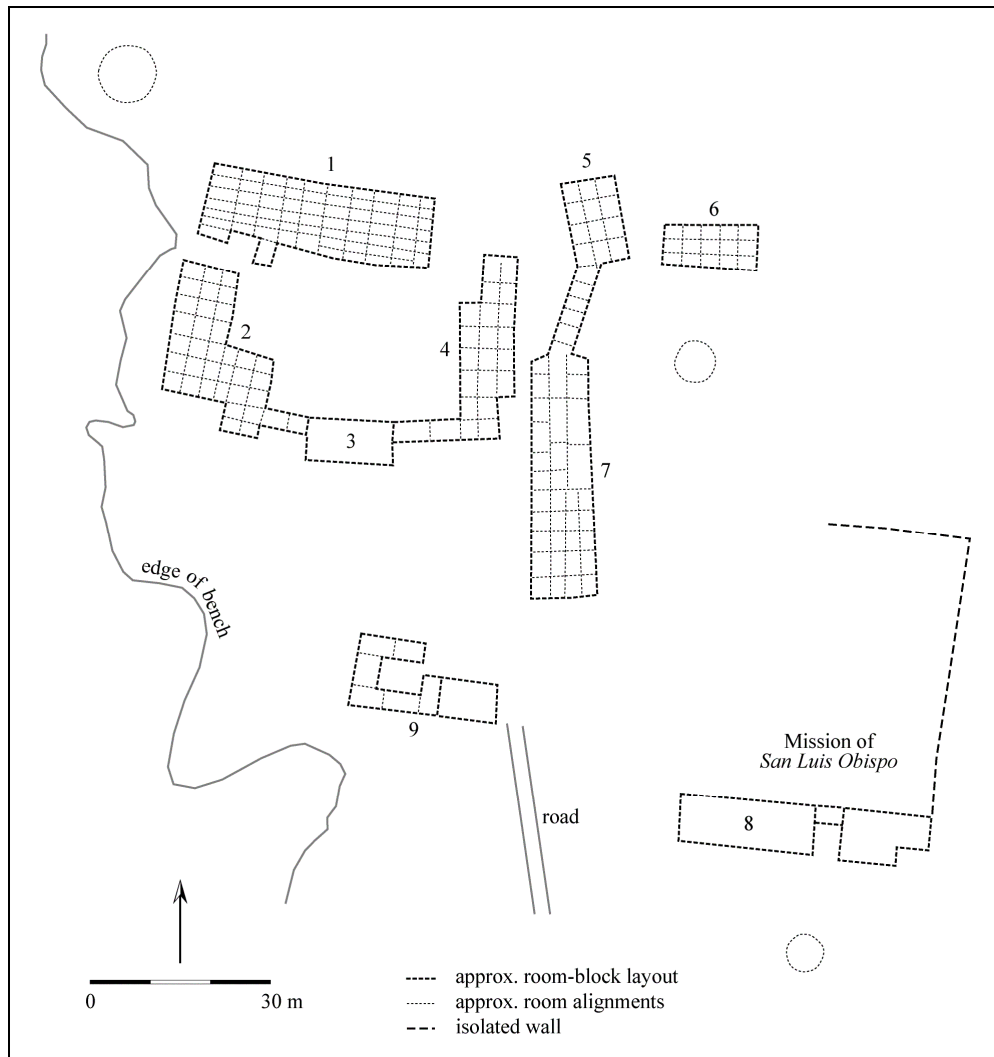 1
5
6
2
4
3
7
edge of bench
9
Mission of
San Luis Obispo
8
road
0 30 m
approx. room-block layout
approx. room alignments
isolated wall